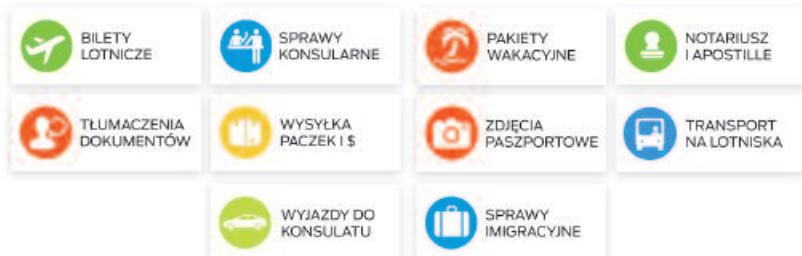 BILETY
LOTNICZE
SPRAWY
KONSULARNE
PAKIETY
WAKACYJNE
NOTARIUSZ
I APOSTILLE
TŁUMACZENIA
DOKUMENTÓW
WYSYŁKA
PACZEK I $
ZDJĘCIA
PASZPORTOWE
TRANSPORT
NA LOTNISKA
WYJAZDY DO
KONSULATU
SPRAWY
IMIGRACYJNE